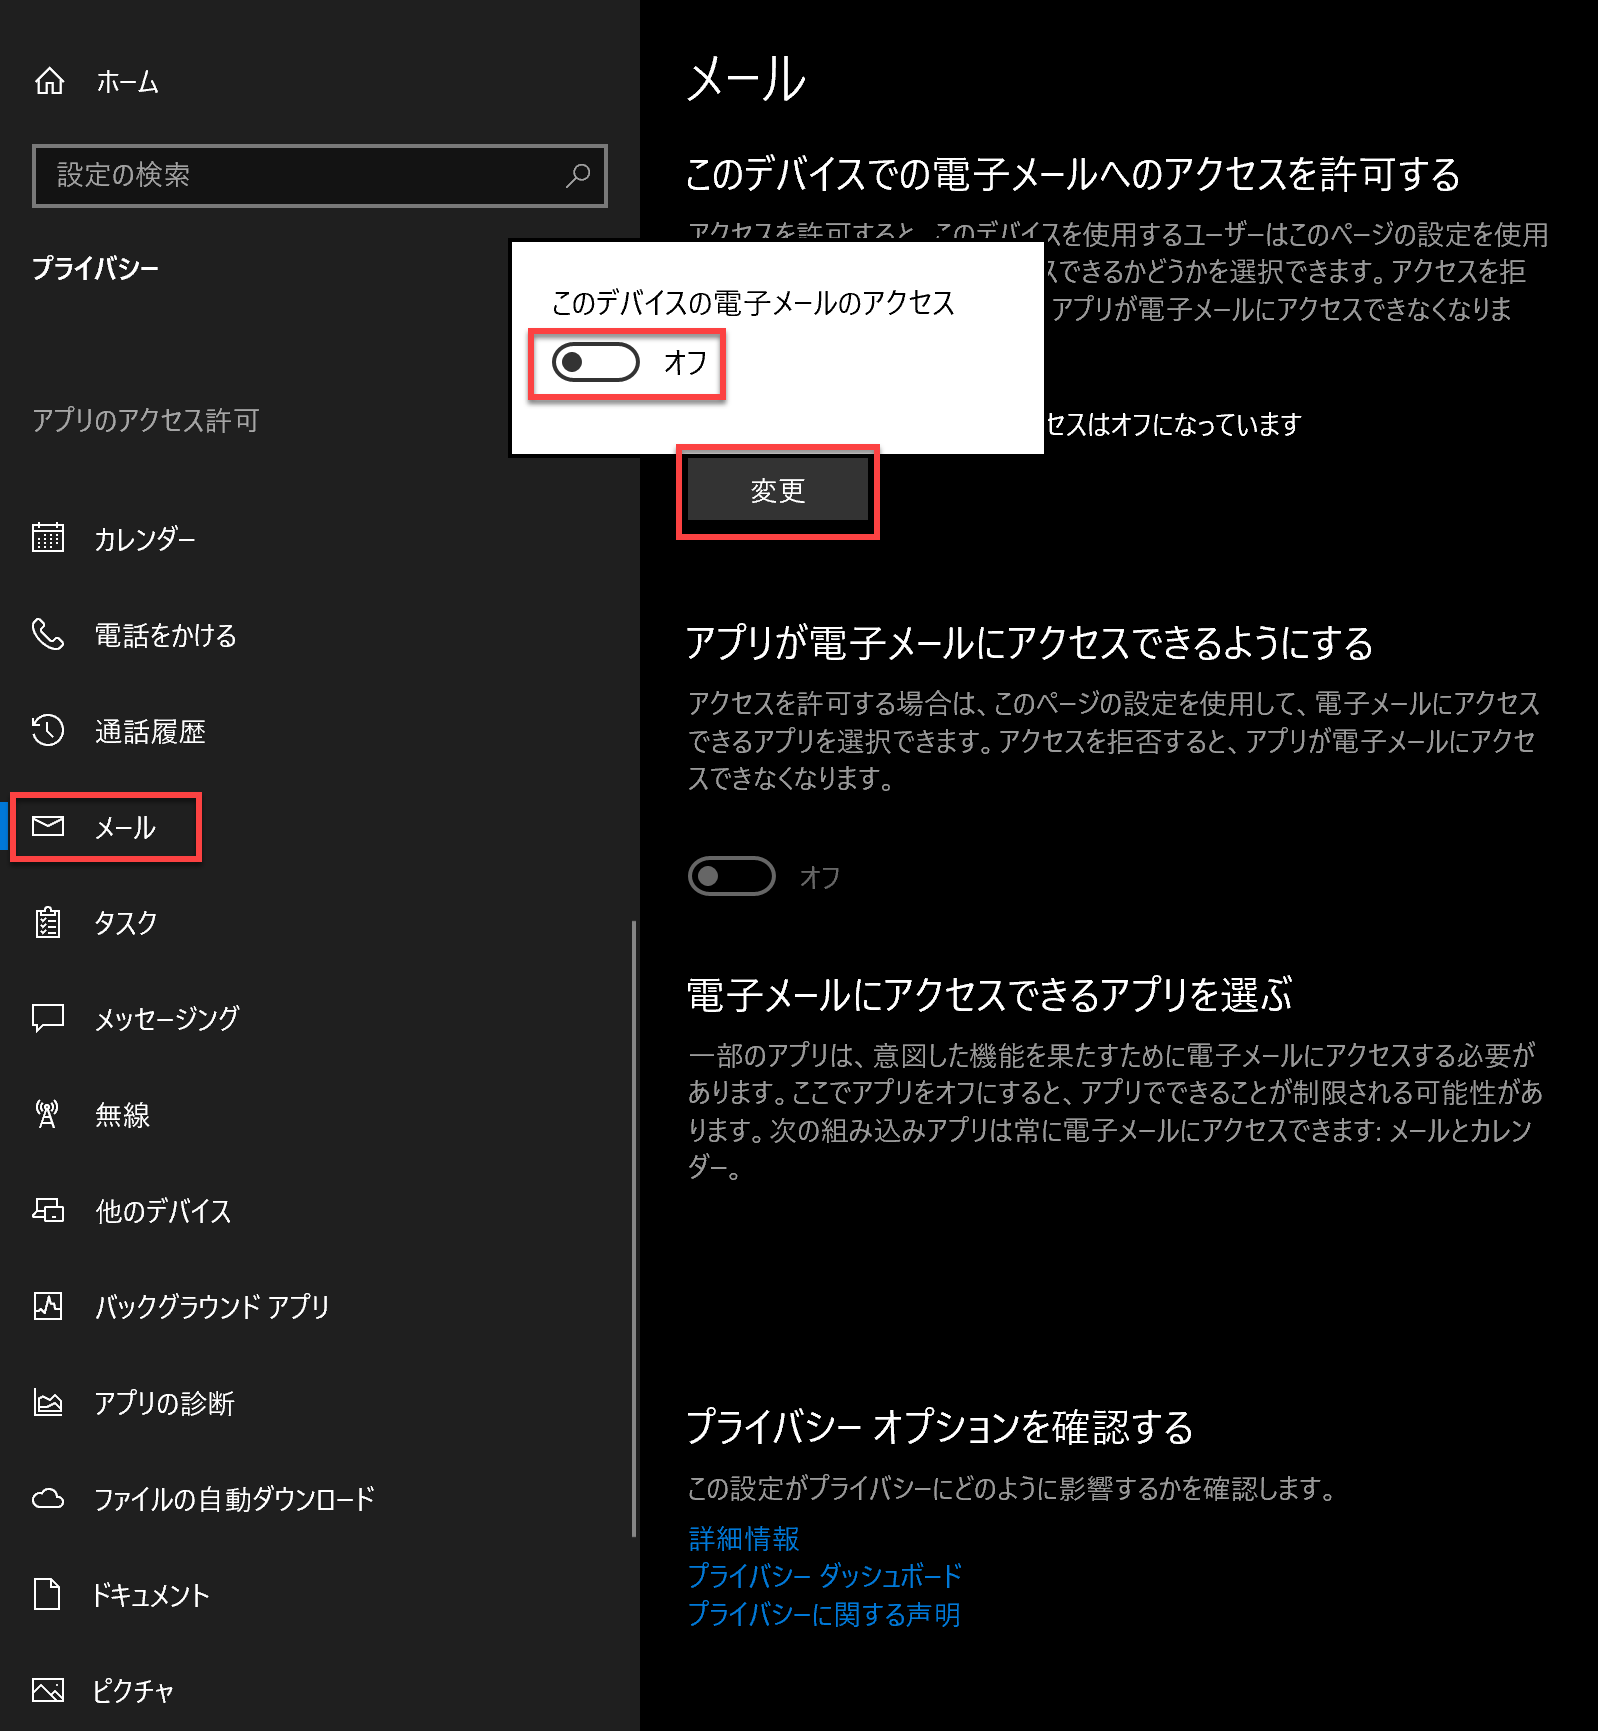 ホーム
設定の検索
プライバシー
アプリのアクセス許可
カレンダー
電話をかける
通話履歴
メール
タスク
メッセージング
無線
他のデバイス
バックグラウンド アプリ
アプリの診断
ファイルの自動ダウンロード
ドキュメント
ピクチャ
メール
このデバイスでの電子メールへのアクセスを許可する
アクセスを許可すると、このデバイスを使用するユーザーはこのページの設定を使用
スできるかどうかを選択できます。アクセスを拒
アプリが電子メールにアクセスできなくなりま
このデバイスの電子メールのアクセス
オフ
セスはオフになっています
変更
アプリが電子メールにアクセスできるようにする
アクセスを許可する場合は、このページの設定を使用して、電子メールにアクセス
できるアプリを選択できます。アクセスを拒否すると、アプリが電子メールにアクセ
スできなくなります。
オフ
電子メールにアクセスできるアプリを選ぶ
一部のアプリは、意図した機能を果たすために電子メールにアクセスする必要が
あります。ここでアプリをオフにすると、アプリでできることが制限される可能性があ
ります。次の組み込みアプリは常に電子メールにアクセスできます: メールとカレン
ダー。
プライバシー オプションを確認する
この設定がプライバシーにどのように影響するかを確認します。
詳細情報
プライバシー ダッシュボード
プライバシーに関する声明